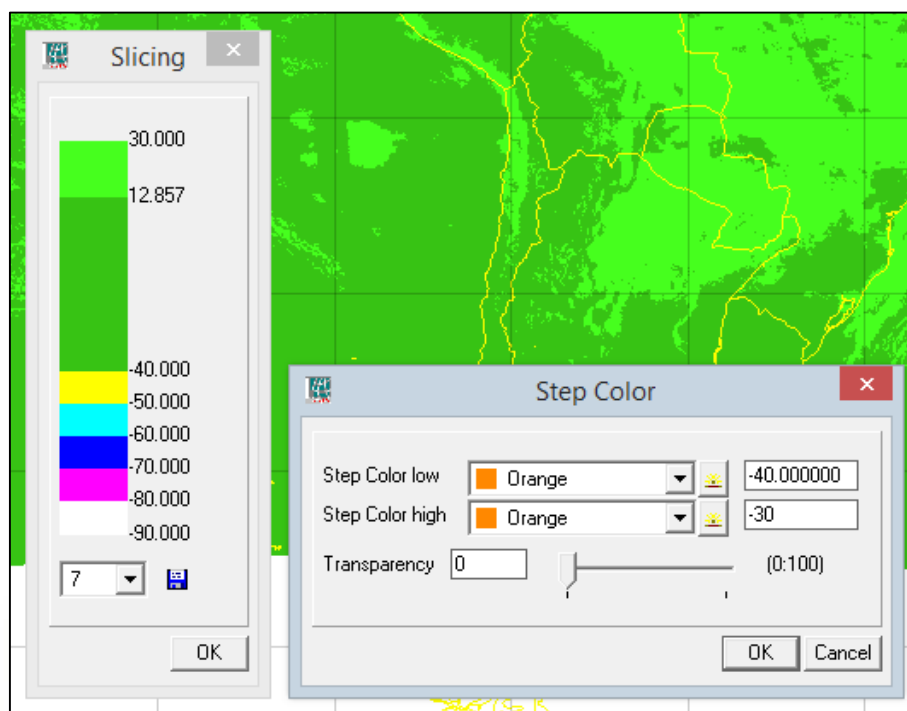 Slicing
30.000
12.857
-40.000
-50.000
-60.000
-70.000
-80.000
-90.000
7
OK
Step Color
Step Color low Orange -40.000000
Step Color high Orange -30
Transparency 0 (0:100)
OK Cancel